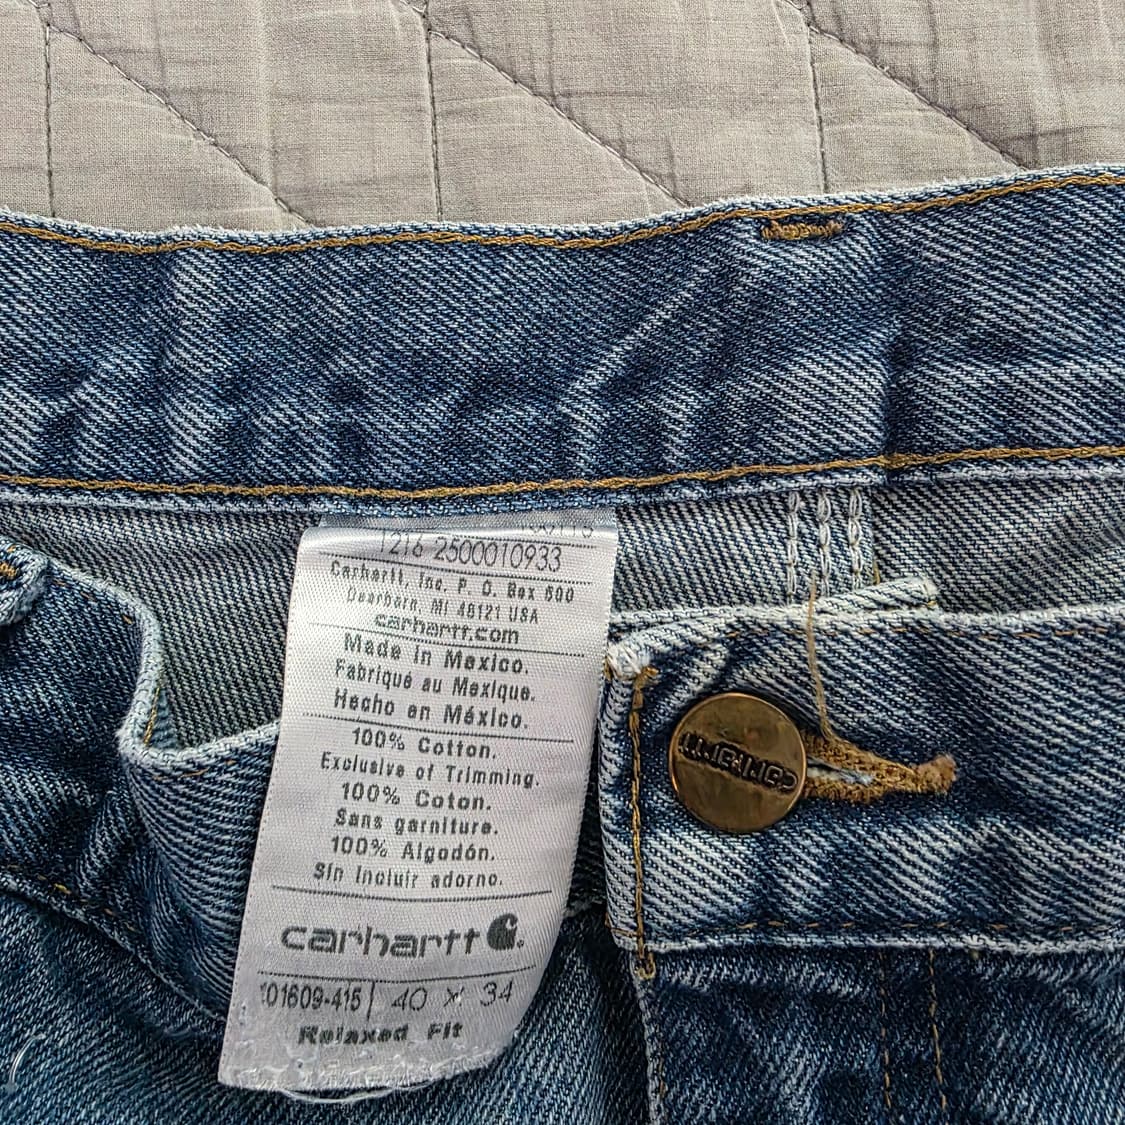 1216 2500010933
Carhartt, Inc. P. O. Box 600
Dearborn, MI 48121 USA
carhartt.com
Made in Mexico.
Fabriqué au Mexique.
Hecho en México.
100% Cotton.
Exclusive of Trimming.
100% Coton.
Sans garniture.
100% Algodón.
Sin Incluir adorno.
carhartt
101609-415 40 X 34
Relaxed Fit
carhartt